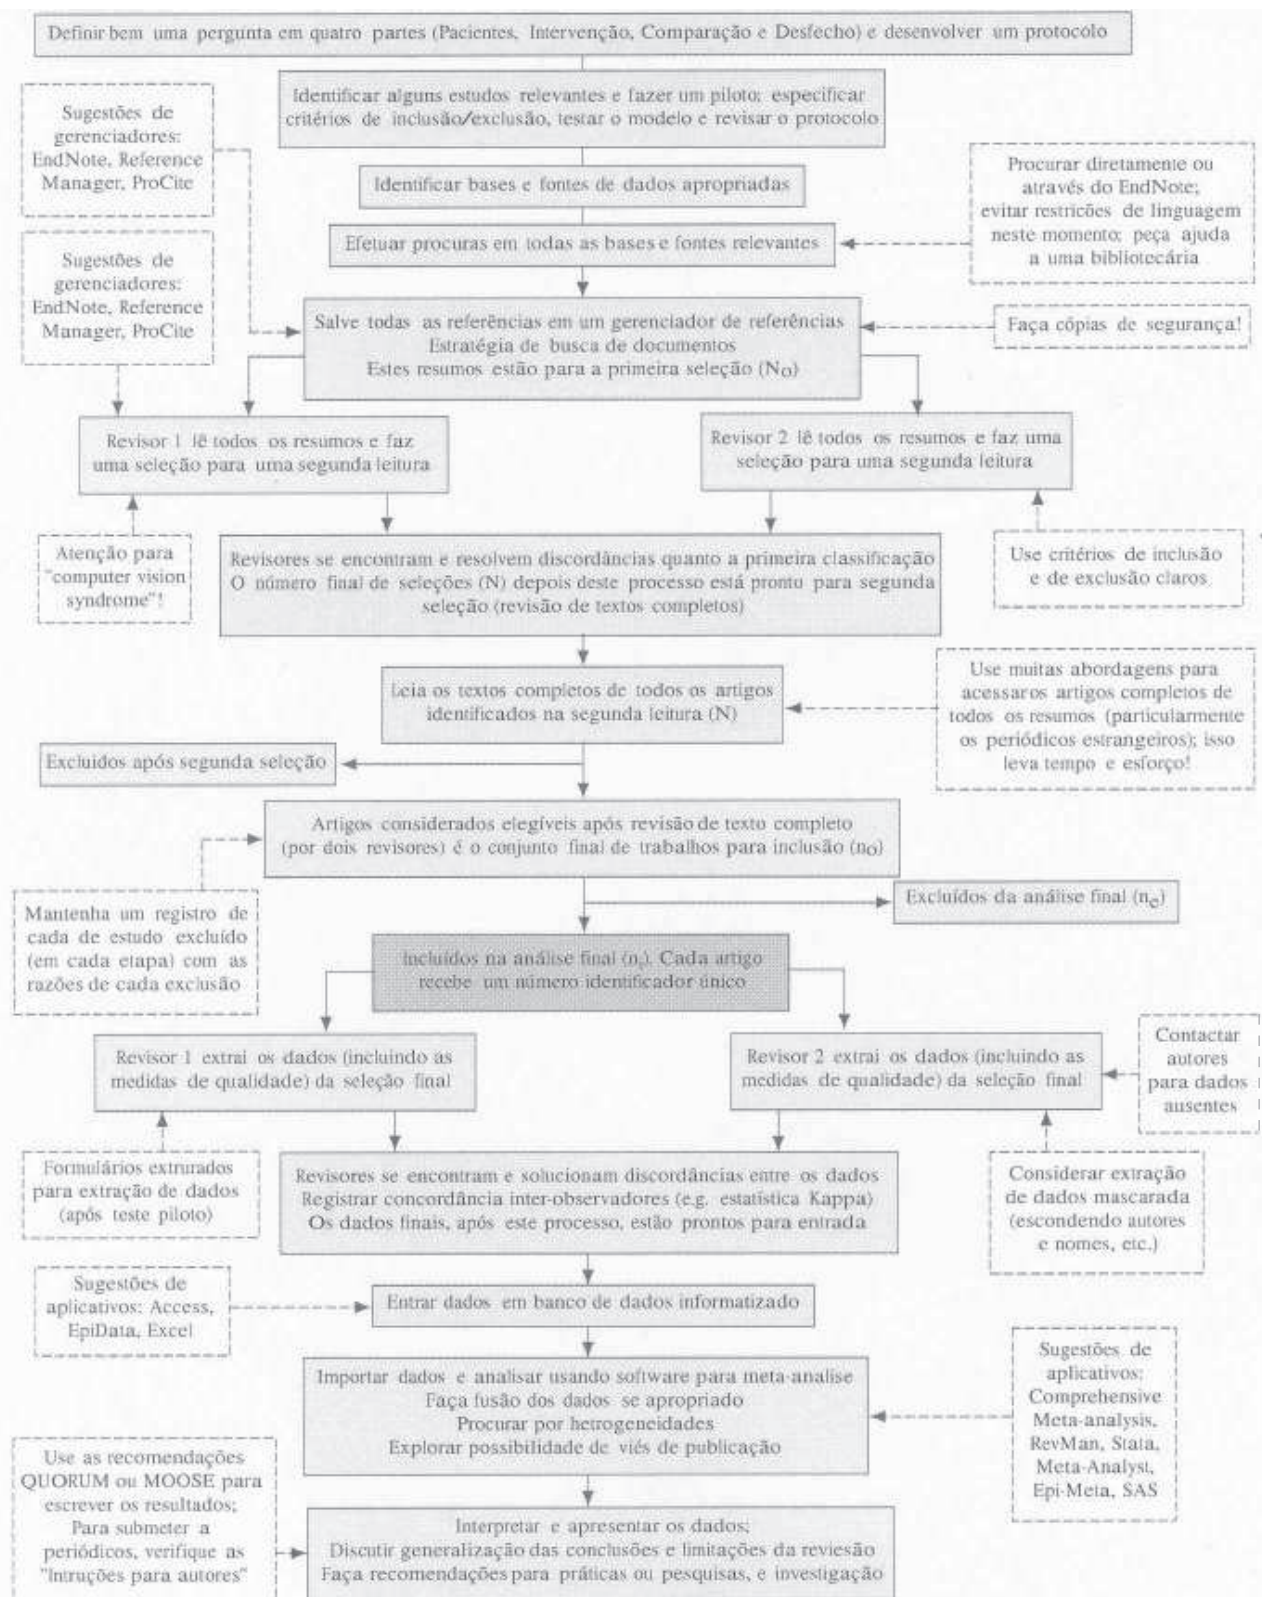 Definir bem uma pergunta em quatro partes (Pacientes, Intervenção, Comparação e Desfecho) e desenvolver um protocolo
Identificar alguns estudos relevantes e fazer um piloto; especificar
critérios de inclusão/exclusão, testar o modelo e revisar o protocolo
Sugestões de
gerenciadores:
EndNote, Reference
Manager, ProCite
Identificar bases e fontes de dados apropriadas
Procurar diretamente ou
através do EndNote;
evitar restricões de linguagem
neste momento; peça ajuda
a uma bibliotecária
Efetuar procuras em todas as bases e fontes relevantes
Sugestões de
gerenciadores:
EndNote, Reference
Manager, ProCite
Salve todas as referências em um gerenciador de referências
Estratégia de busca de documentos
Estes resumos estão para a primeira seleção (No)
Faça cópias de segurança!
Revisor 1 lê todos os resumos e faz
uma seleção para uma segunda leitura
Revisor 2 lê todos os resumos e faz uma
seleção para uma segunda leitura
Atenção para
"computer vision
syndrome"!
Revisores se encontram e resolvem discordâncias quanto a primeira classificação
O número final de seleções (N) depois deste processo está pronto para segunda
seleção (revisão de textos completos)
Use critérios de inclusão
e de exclusão claros
Leia os textos completos de todos os artigos
identificados na segunda leitura (N)
Use muitas abordagens para
acessaros artigos completos de
todos os resumos (particularmente
os periódicos estrangeiros); isso
leva tempo e esforço!
Excluidos após segunda seleção
Artigos considerados elegíveis após revisão de texto completo
(por dois revisores) é o conjunto final de trabalhos para inclusão (no)
Mantenha um registro de
cada de estudo excluído
(em cada etapa) com as
razões de cada exclusão
Excluídos da análise final (ne)
Incluídos na análise final (ni). Cada artigo
recebe um número identificador único
Revisor 1 extrai os dados (incluindo as
medidas de qualidade) da seleção final
Revisor 2 extrai os dados (incluindo as
medidas de qualidade) da seleção final
Contactar
autores
para dados
ausentes
Formulários extrurados
para extração de dados
(após teste piloto)
Revisores se encontram e solucionam discordâncias entre os dados
Registrar concordância inter-observadores (e.g. estatística Kappa)
Os dados finais, após este processo, estão prontos para entrada
Considerar extração
de dados mascarada
(escondendo autores
e nomes, etc.)
Sugestões de
aplicativos: Access,
EpiData, Excel
Entrar dados em banco de dados informatizado
Importar dados e analisar usando software para meta-analise
Faça fusão dos dados se apropriado
Procurar por hetrogeneidades
Explorar possibilidade de viés de publicação
Sugestões de
aplicativos:
Comprehensive
Meta-analysis,
RevMan, Stata,
Meta-Analyst,
Epi-Meta, SAS
Use as recomendações
QUORUM ou MOOSE para
escrever os resultados;
Para submeter a
periódicos, verifique as
"Intruções para autores"
Interpretar e apresentar os dados;
Discutir generalização das conclusões e limitações da reviesão
Faça recomendações para práticas ou pesquisas, e investigação